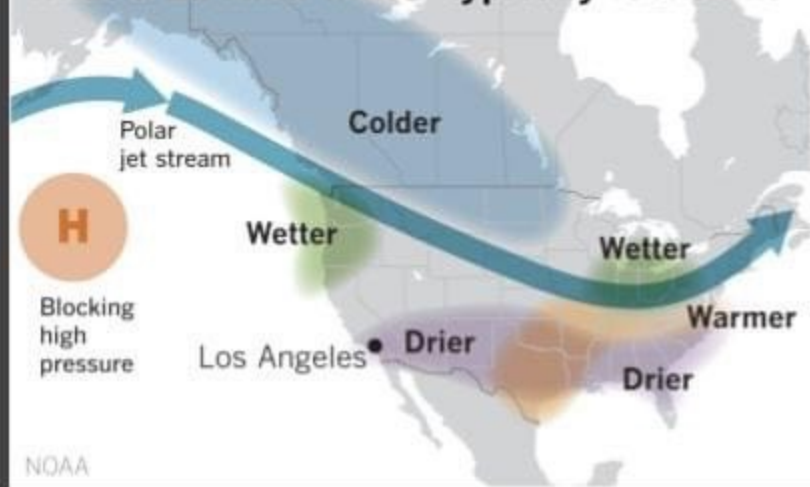 Colder
Polar
jet stream
H
Wetter
Wetter
Blocking
high
pressure
Warmer
Los Angeles
Drier
Drier
NOAA